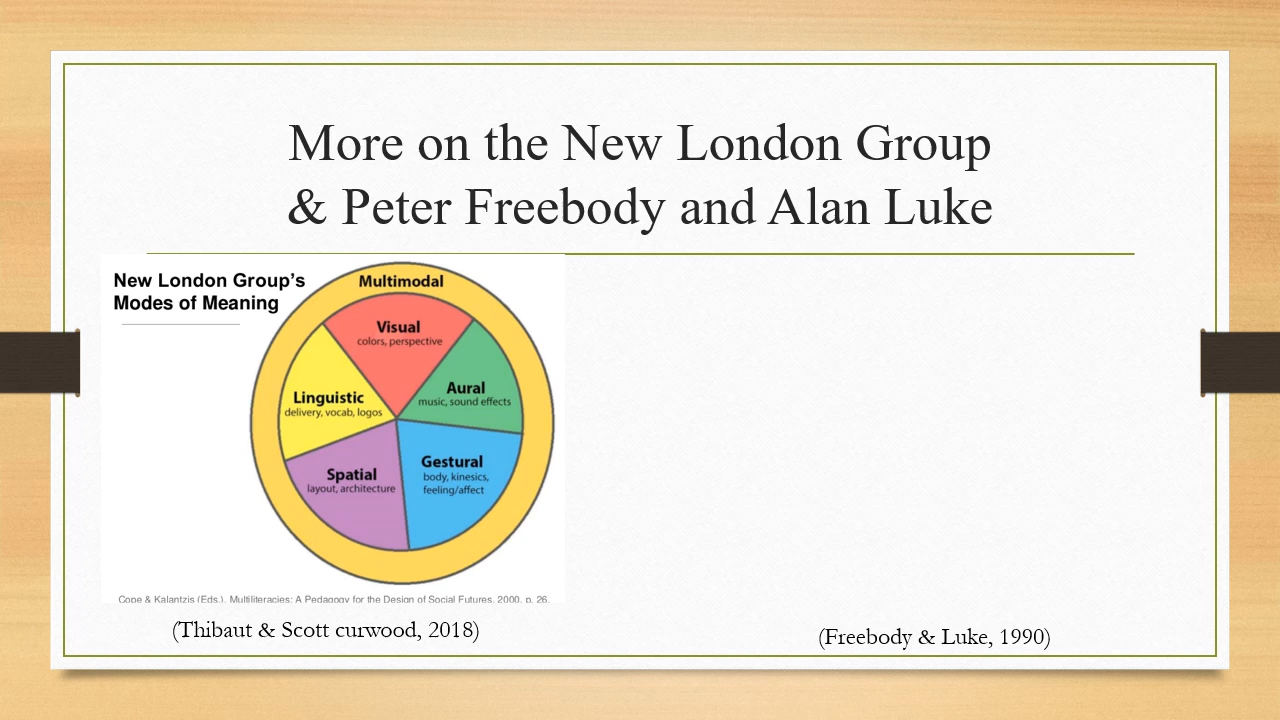 More on the New London Group
& Peter Freebody and Alan Luke
New London Group's
Modes of Meaning
Multimodal
Visual
colors, perspective
Aural
music, sound effects
Linguistic
delivery, vocab, logos
Gestural
body, kinesics,
feeling/affect
Spatial
layout, architecture
Cope & Kalantzis (Eds.). Multiliteracies: A Pedagogy for the Design of Social Futures. 2000. p. 26.
(Thibaut & Scott curwood, 2018)
(Freebody & Luke, 1990)